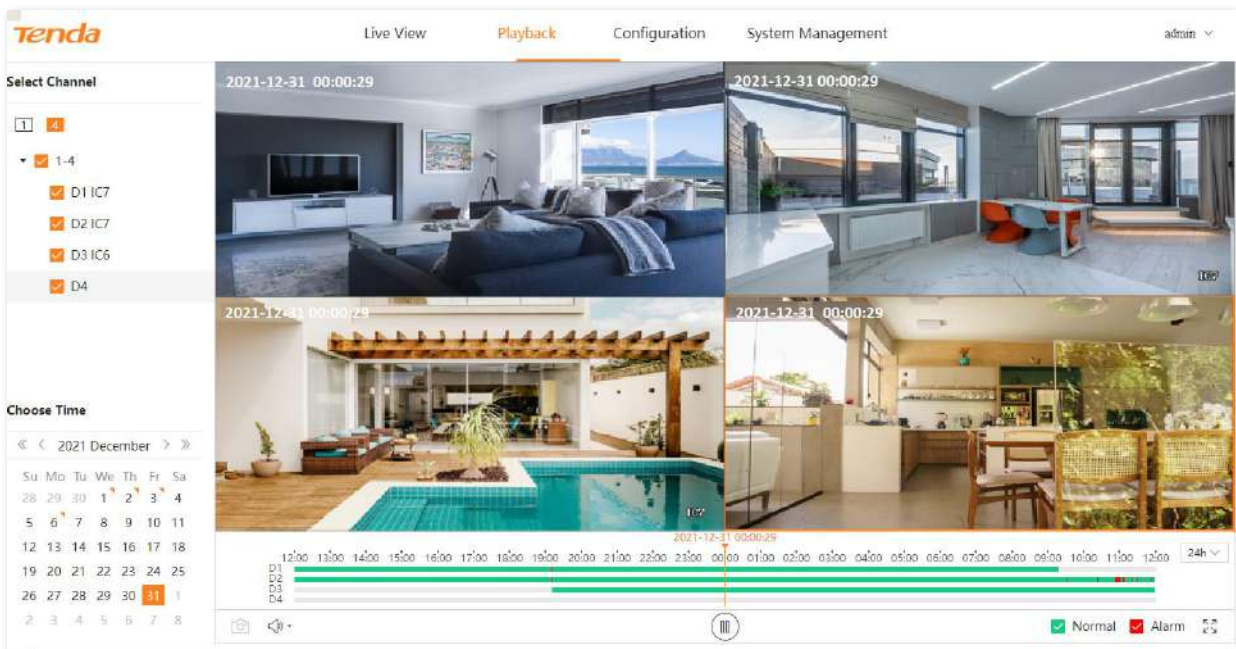 Tenda
Live View Playback Configuration System Management admin
Select Channel
1 4
1-4
D1 IC7
D2 IC7
D3 IC6
D4
2021-12-31 00:00:29
2021-12-31 00:00:29
IC7
2021-12-31 00:00:29
IC7
2021-12-31 00:00:29
Choose Time
2021 December
Su Mo Tu We Th Fr Sa
28 29 30 1 2 3 4
5 6 7 8 9 10 11
12 13 14 15 16 17 18
19 20 21 22 23 24 25
26 27 28 29 30 31 1
2 3 4 5 6 7 8
2021-12-31 00:00:29
12:00 13:00 14:00 15:00 16:00 17:00 18:00 19:00 20:00 21:00 22:00 23:00 00:00 01:00 02:00 03:00 04:00 05:00 06:00 07:00 08:00 09:00 10:00 11:00 12:00 24h
D1
D2
D3
D4
Normal Alarm